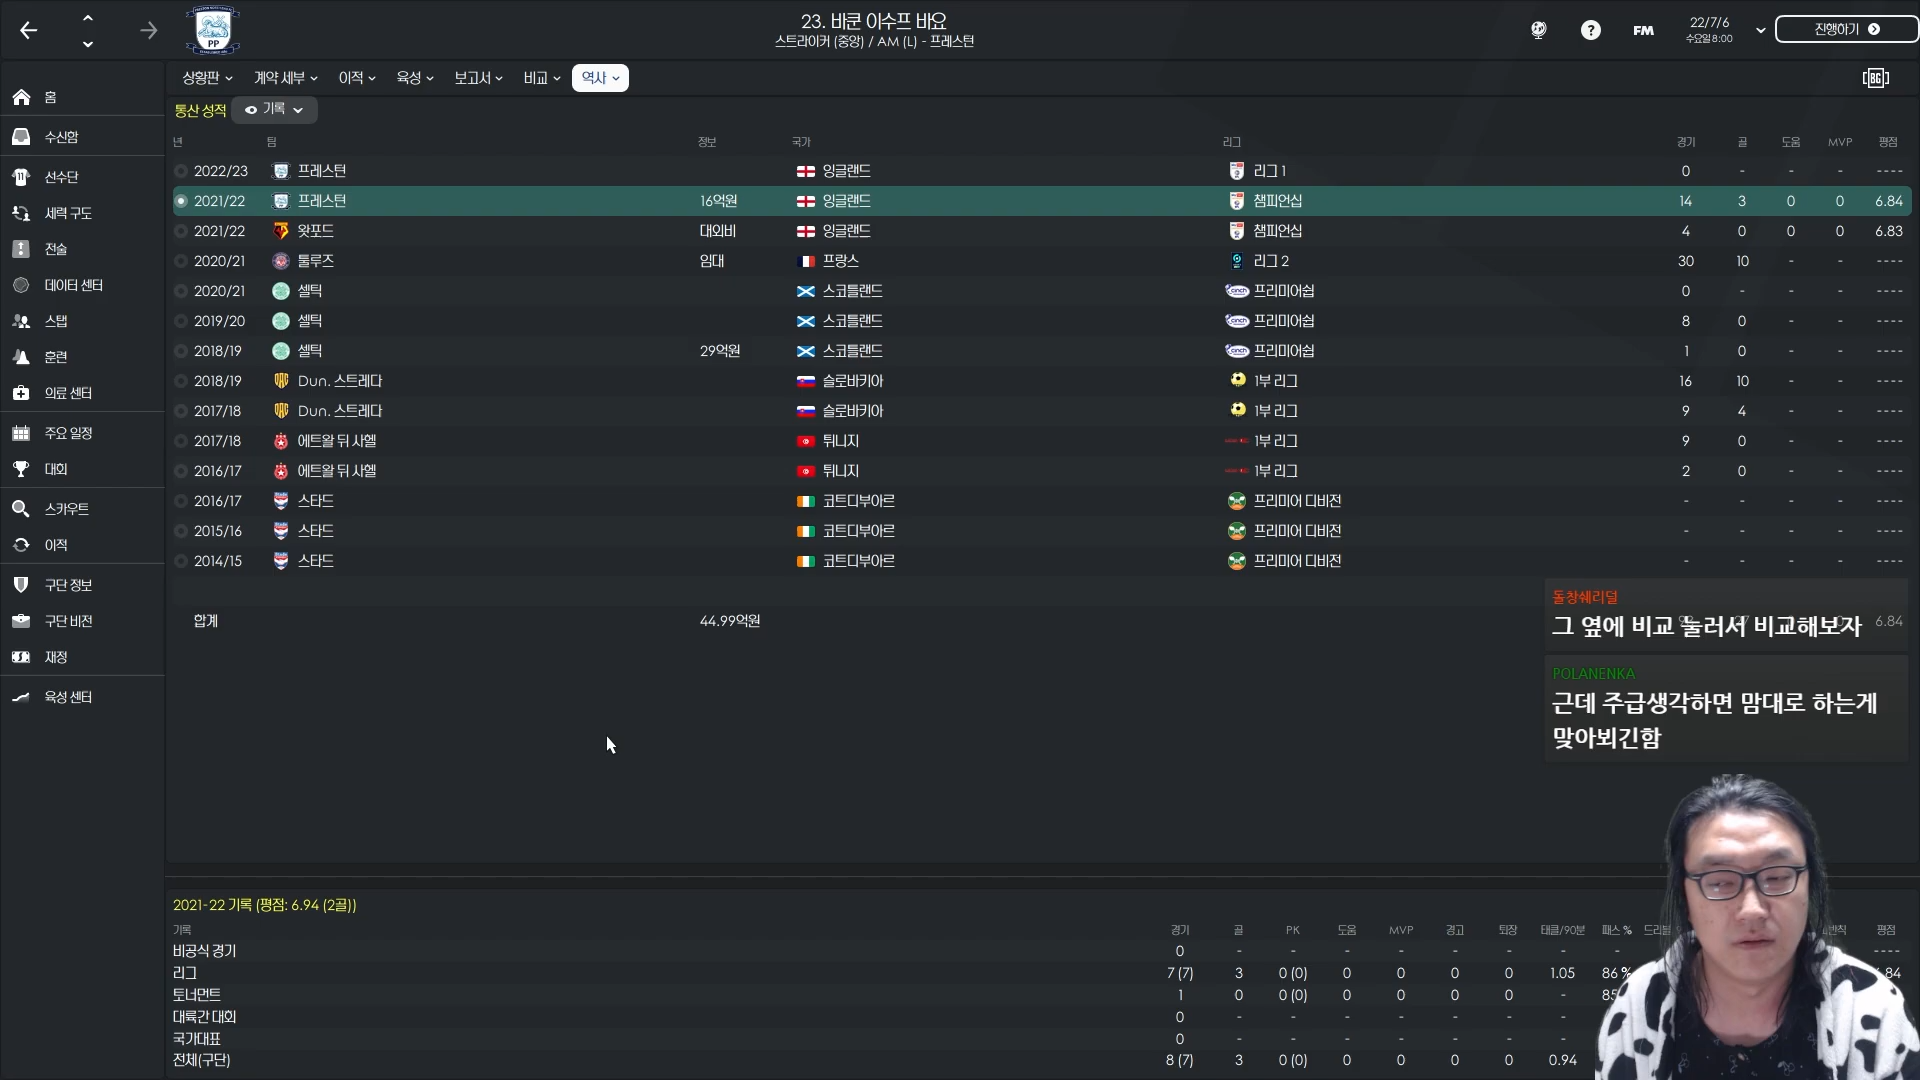 23. 바쿤 이수프 바요
스트라이커 (중앙) / AM (L) - 프레스턴
FM
22/7/6
수요일 8:00
진행하기
홈
수신함
선수단
세력 구도
전술
데이터 센터
스탭
훈련
의료 센터
주요 일정
대회
스카우트
이적
구단 정보
구단 비전
재정
육성 센터
상황판 계약 세부 이적 육성 보고서 비교 역사
통산 성적 기록
년 팀 정보 국가 리그 경기 골 도움 MVP 평점
2022/23 프레스턴 잉글랜드 리그 1 0 - - - ----
2021/22 프레스턴 16억원 잉글랜드 챔피언십 14 3 0 0 6.84
2021/22 왓포드 대외비 잉글랜드 챔피언십 4 0 0 0 6.83
2020/21 툴루즈 임대 프랑스 리그 2 30 10 - - ----
2020/21 셀틱 스코틀랜드 프리미어쉽 0 - - - ----
2019/20 셀틱 스코틀랜드 프리미어쉽 8 0 - - ----
2018/19 셀틱 29억원 스코틀랜드 프리미어쉽 1 0 - - ----
2018/19 Dun. 스트레다 슬로바키아 1부 리그 16 10 - - ----
2017/18 Dun. 스트레다 슬로바키아 1부 리그 9 4 - - ----
2017/18 에트왈 뒤 사헬 튀니지 1부 리그 9 0 - - ----
2016/17 에트왈 뒤 사헬 튀니지 1부 리그 2 0 - - ----
2016/17 스타드 코트디부아르 프리미어 디비전 - - - - ----
2015/16 스타드 코트디부아르 프리미어 디비전 - - - - ----
2014/15 스타드 코트디부아르 프리미어 디비전 - - - - ----
합계 44.99억원 6.84
돌창쉐리덜
그 옆에 비교 눌러서 비교해보자
POLANENKA
근데 주급생각하면 맘대로 하는게
맞아뵈긴함
2021-22 기록 (평점: 6.94 (2골))
기록 경기 골 PK 도움 MVP 경고 퇴장 태클/90분 패스 % 평점
비공식 경기 0 - - - - - - - - ----
리그 7 (7) 3 0 (0) 0 0 0 0 1.05 86 %
토너먼트 1 0 0 (0) 0 0 0 0 -
대륙간 대회 0 - - - - - - -
국가대표 0 - - - - - - -
전체(구단) 8 (7) 3 0 (0) 0 0 0 0 0.94